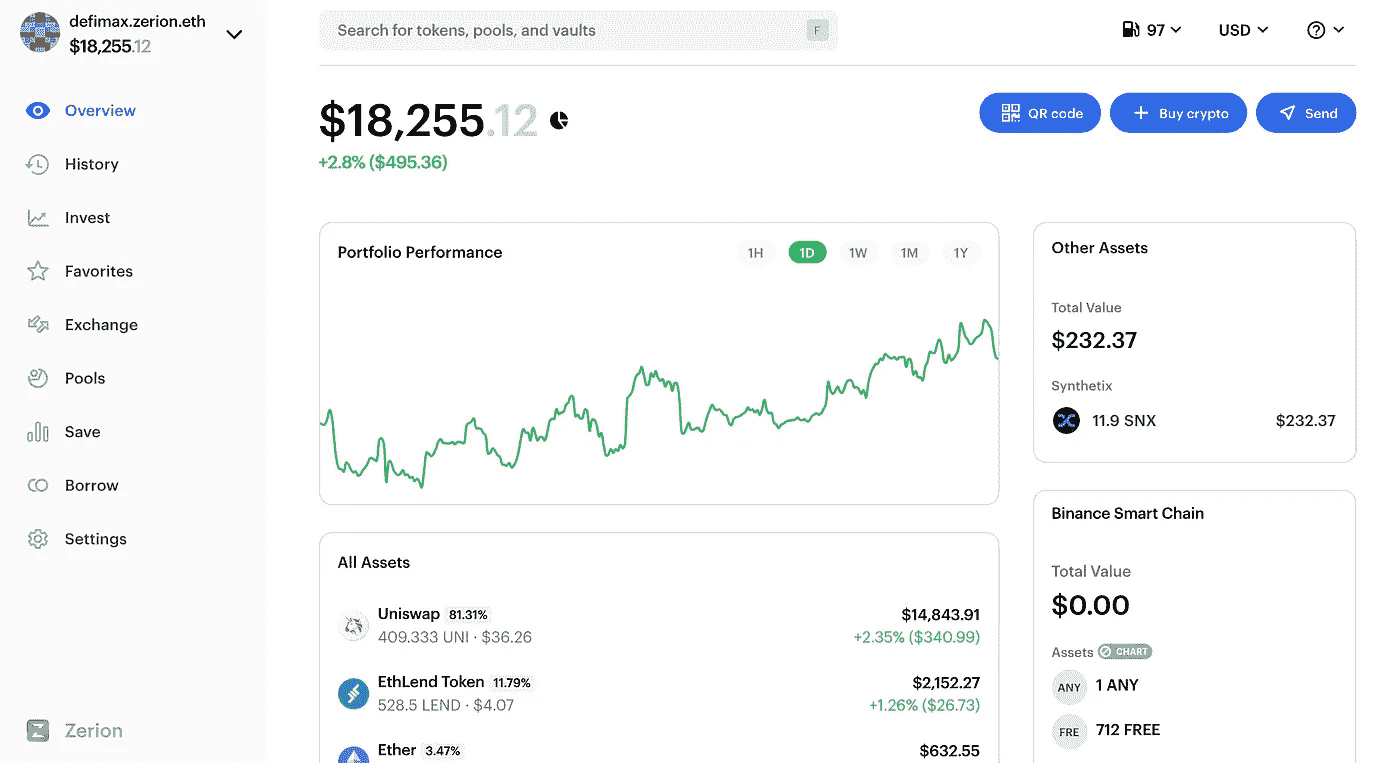 defimax.zerion.eth
$18,255.12
Search for tokens, pools, and vaults F
97
USD
Overview
History
Invest
Favorites
Exchange
Pools
Save
Borrow
Settings
Zerion
$18,255.12
+2.8% ($495.36)
QR code
Buy crypto
Send
Portfolio Performance
1H 1D 1W 1M 1Y
All Assets
Uniswap 81.31% $14,843.91
409.333 UNI · $36.26 +2.35% ($340.99)
EthLend Token 11.79% $2,152.27
528.5 LEND · $4.07 +1.26% ($26.73)
Ether 3.47% $632.55
Other Assets
Total Value
$232.37
Synthetix
11.9 SNX $232.37
Binance Smart Chain
Total Value
$0.00
Assets CHART
ANY 1 ANY
FRE 712 FREE